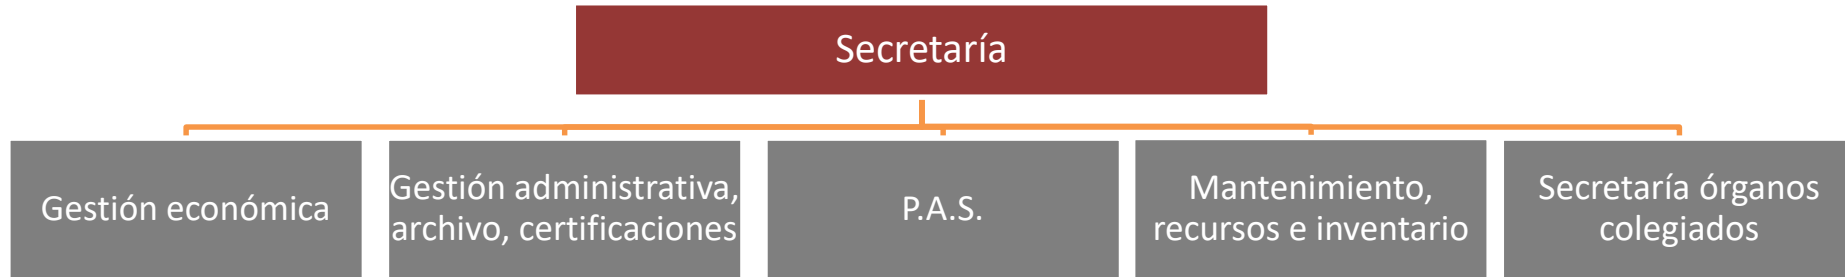 Secretaría
Gestión económica
Gestión administrativa,
archivo, certificaciones
P.A.S.
Mantenimiento,
recursos e inventario
Secretaría órganos
colegiados